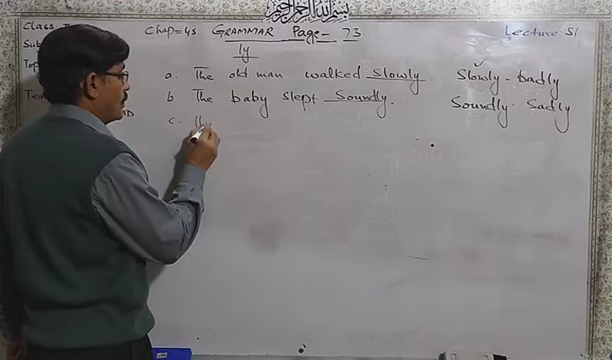 بسم الله الرحمن الرحيم
Class
Chap=45 GRAMMAR Page- 73 Lecture-51
Sub
ly
Top
a. The old man walked Slowly. Slowly - Badly
Tea
b. The baby slept Soundly. Soundly - Sadly
c.